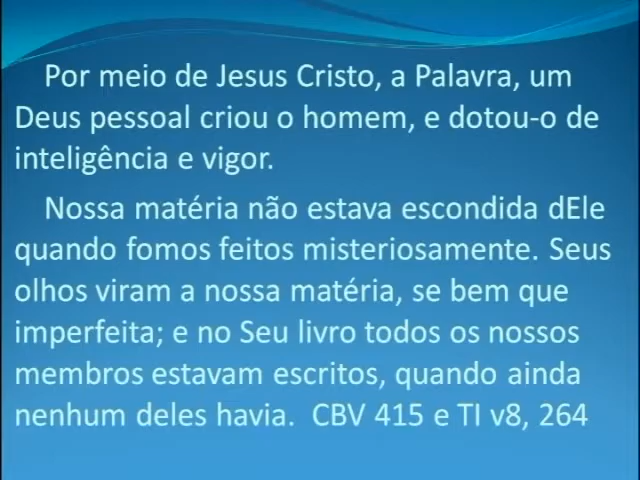 Por meio de Jesus Cristo, a Palavra, um
Deus pessoal criou o homem, e dotou-o de
inteligência e vigor.
Nossa matéria não estava escondida dEle
quando fomos feitos misteriosamente. Seus
olhos viram a nossa matéria, se bem que
imperfeita; e no Seu livro todos os nossos
membros estavam escritos, quando ainda
nenhum deles havia. CBV 415 e TI v8, 264